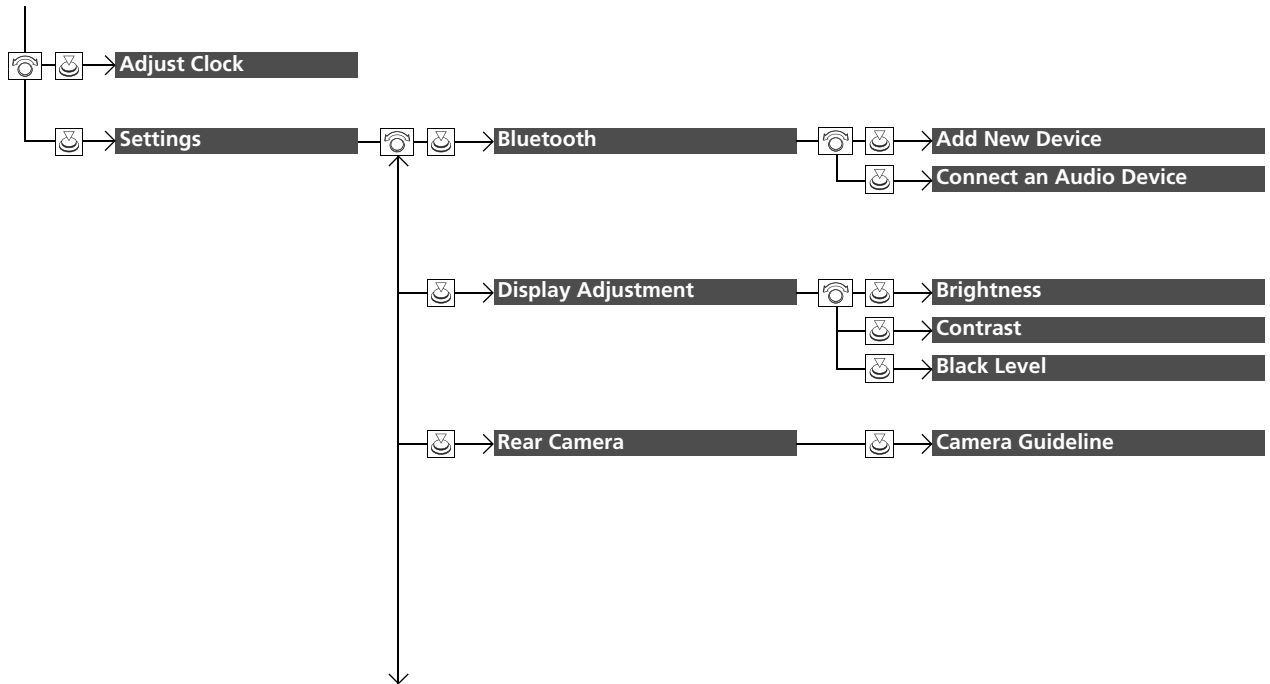 Adjust Clock
Settings
Bluetooth
Add New Device
Connect an Audio Device
Display Adjustment
Brightness
Contrast
Black Level
Rear Camera
Camera Guideline